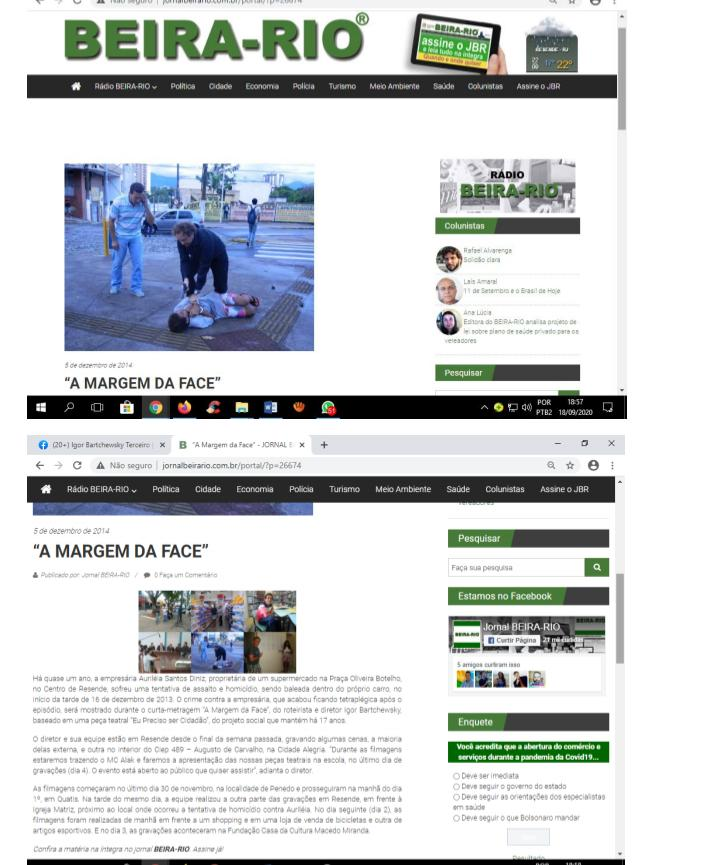 Não seguro | jornalbeirario.com.br/portal/?p=26674
BEIRA-RIO®
BEIRA-RIO
assine o JBR
e leia tudo na íntegra
Quando e onde quiser
22º
Rádio BEIRA-RIO Política Cidade Economia Polícia Turismo Meio Ambiente Saúde Colunistas Assine o JBR
RÁDIO
BEIRA-RIO
Colunistas
Rafael Alvarenga
Solidão clara
Laís Amaral
11 de Setembro e o Brasil de Hoje
Ana Lúcia
Editora do BEIRA-RIO analisa projeto de
lei sobre plano de saúde privado para os
vereadores
5 de dezembro de 2014
“A MARGEM DA FACE”
Pesquisar
POR 18:57
PTB2 18/09/2020
(20+) Igor Bartchewsky Terceiro "A Margem da Face" - JORNAL B
Não seguro | jornalbeirario.com.br/portal/?p=26674
Rádio BEIRA-RIO Política Cidade Economia Polícia Turismo Meio Ambiente Saúde Colunistas Assine o JBR
vereadores
5 de dezembro de 2014
“A MARGEM DA FACE”
Publicado por: Jornal BEIRA-RIO / 0 Faça um Comentário
Há quase um ano, a empresária Auriléia Santos Diniz, proprietária de um supermercado na Praça Oliveira Botelho,
no Centro de Resende, sofreu uma tentativa de assalto e homicídio, sendo baleada dentro do próprio carro, no
início da tarde de 16 de dezembro de 2013. O crime contra a empresária, que acabou ficando tetraplégica após o
episódio, será mostrado durante o curta-metragem "A Margem da Face", do roteirista e diretor Igor Bartchewsky,
baseado em uma peça teatral "Eu Preciso ser Cidadão", do projeto social que mantém há 17 anos.
O diretor e sua equipe estão em Resende desde o final da semana passada, gravando algumas cenas, a maioria
delas externa, e outra no interior do Ciep 489 – Augusto de Carvalho, na Cidade Alegria. "Durante as filmagens
estaremos trazendo o MC Alak e faremos a apresentação das nossas peças teatrais na escola, no último dia de
gravações (dia 4). O evento está aberto ao público que quiser assistir", adianta o diretor.
As filmagens começaram no último dia 30 de novembro, na localidade de Penedo e prosseguiram na manhã do dia
1º, em Quatis. Na tarde do mesmo dia, a equipe realizou a outra parte das gravações em Resende, em frente à
Igreja Matriz, próximo ao local onde ocorreu a tentativa de homicídio contra Auriléia. No dia seguinte (dia 2), as
filmagens foram realizadas de manhã em frente a um shopping e em uma loja de venda de bicicletas e outra de
artigos esportivos. E no dia 3, as gravações aconteceram na Fundação Casa da Cultura Macedo Miranda.
Confira a matéria na íntegra no jornal BEIRA-RIO. Assine já!
Pesquisar
Faça sua pesquisa
Estamos no Facebook
Jornal BEIRA-RIO
Curtir Página 21 mil curtidas
5 amigos curtiram isso
Enquete
Você acredita que a abertura do comércio e
serviços durante a pandemia da Covid19...
Deve ser imediata
Deve seguir o governo do estado
Deve seguir as orientações dos especialistas
em saúde
Deve seguir o que Bolsonaro mandar
Resultado